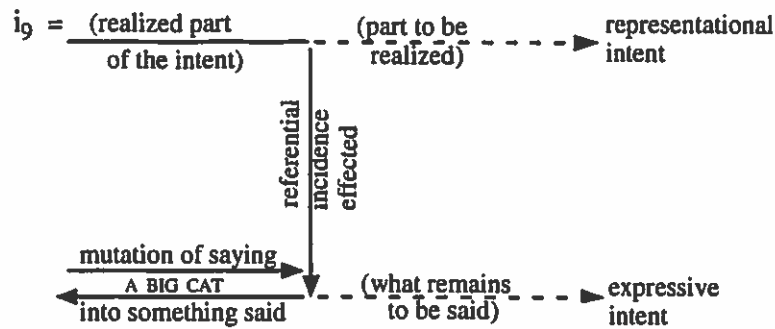 i9 = (realized part (part to be representational
of the intent) realized) intent
referential
incidence
effected
mutation of saying
A BIG CAT (what remains expressive
into something said to be said) intent